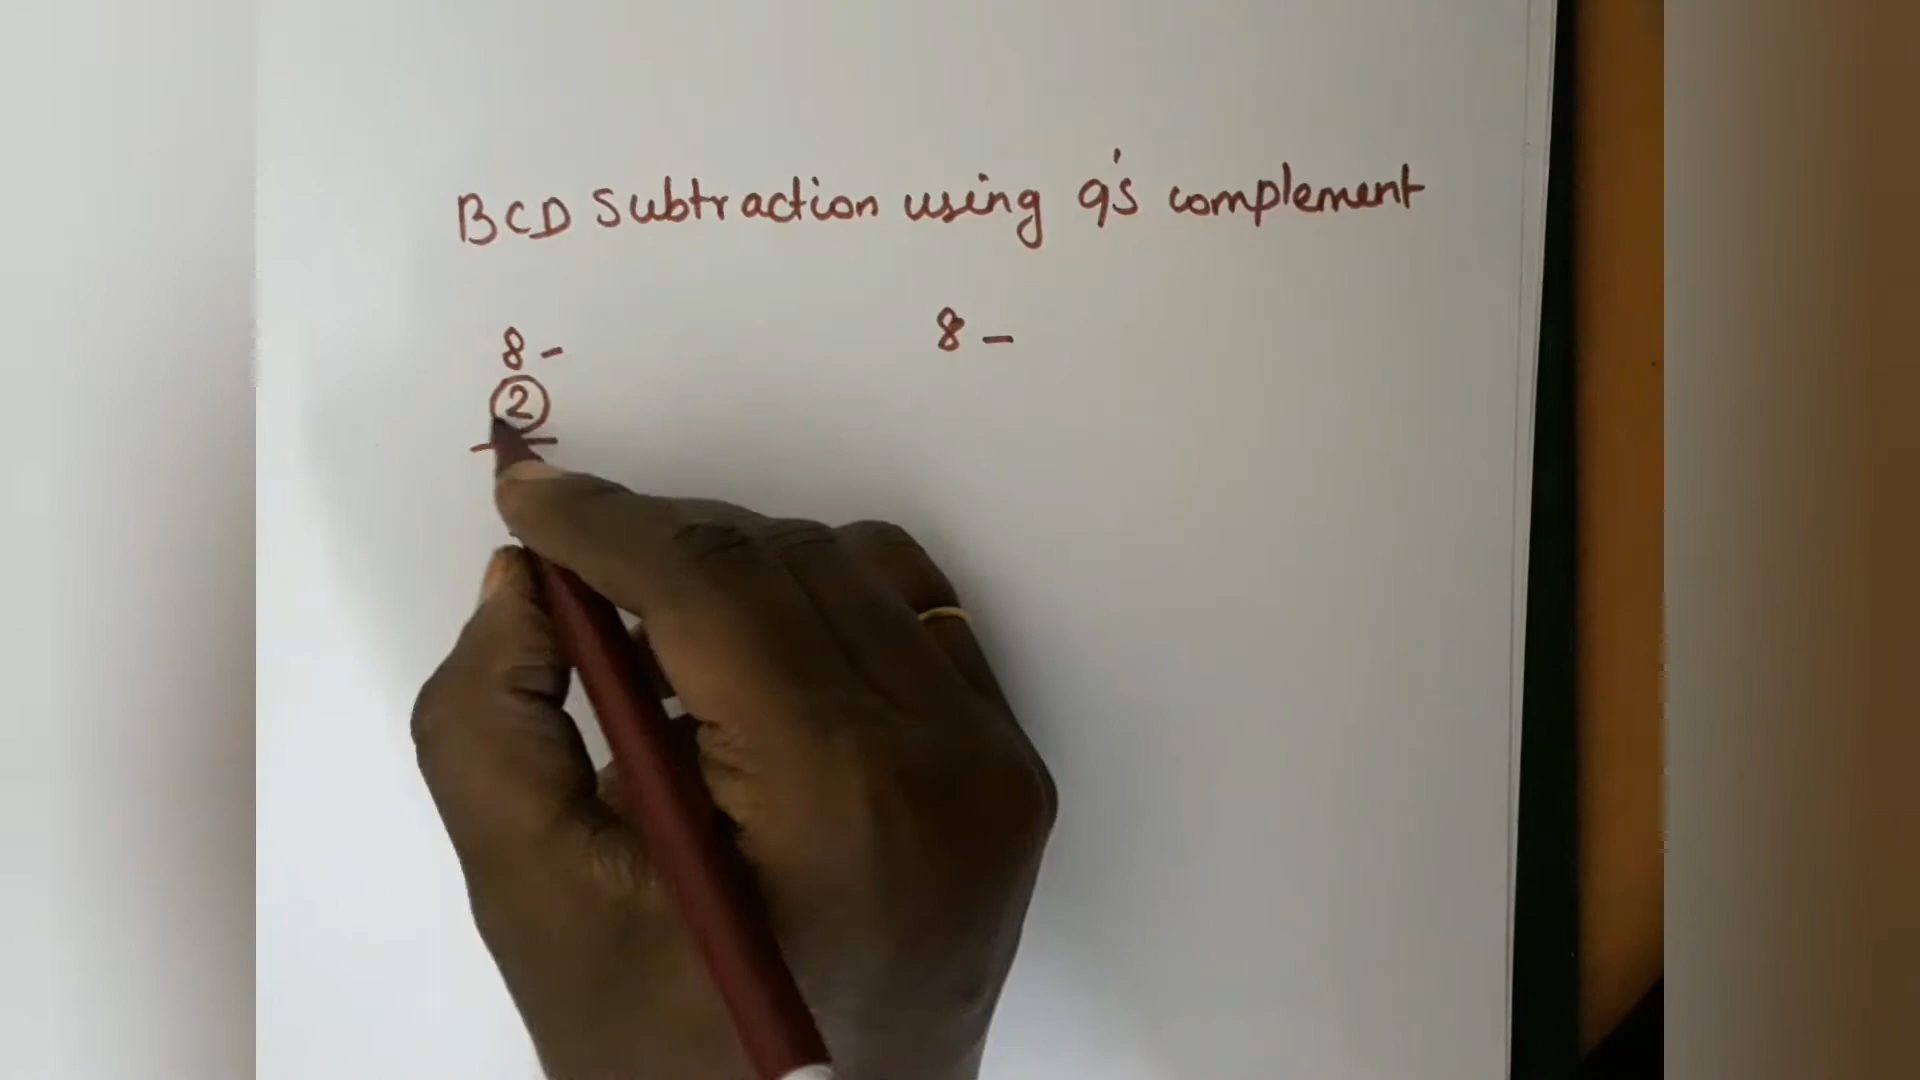 BCD Subtraction using 9's complement
8 - 8 -
2